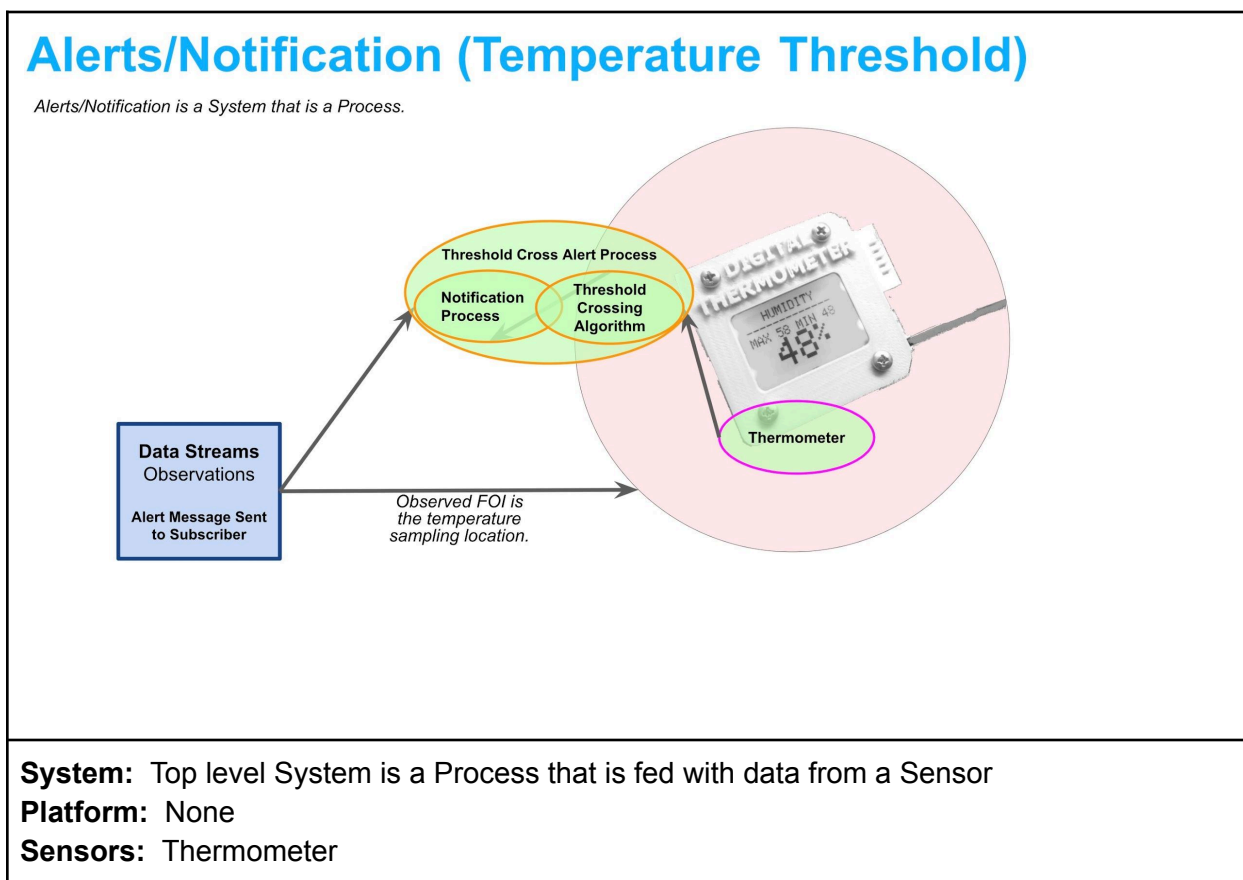 Alerts/Notification (Temperature Threshold)
Alerts/Notification is a System that is a Process.
Threshold Cross Alert Process
Notification
Process
Threshold
Crossing
Algorithm
DIGITAL
THERMOMETER
HUMIDITY
MAX 58 MIN 48
48%
Thermometer
Data Streams
Observations
Alert Message Sent
to Subscriber
Observed FOI is
the temperature
sampling location.
System: Top level System is a Process that is fed with data from a Sensor
Platform: None
Sensors: Thermometer